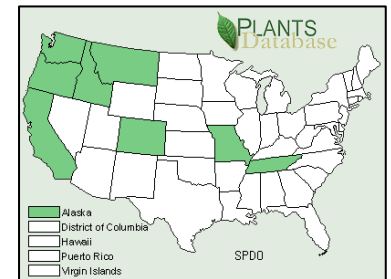 PLANTS
Database
Alaska
District of Columbia
Hawaii
Puerto Rico
Virgin Islands
SPDO